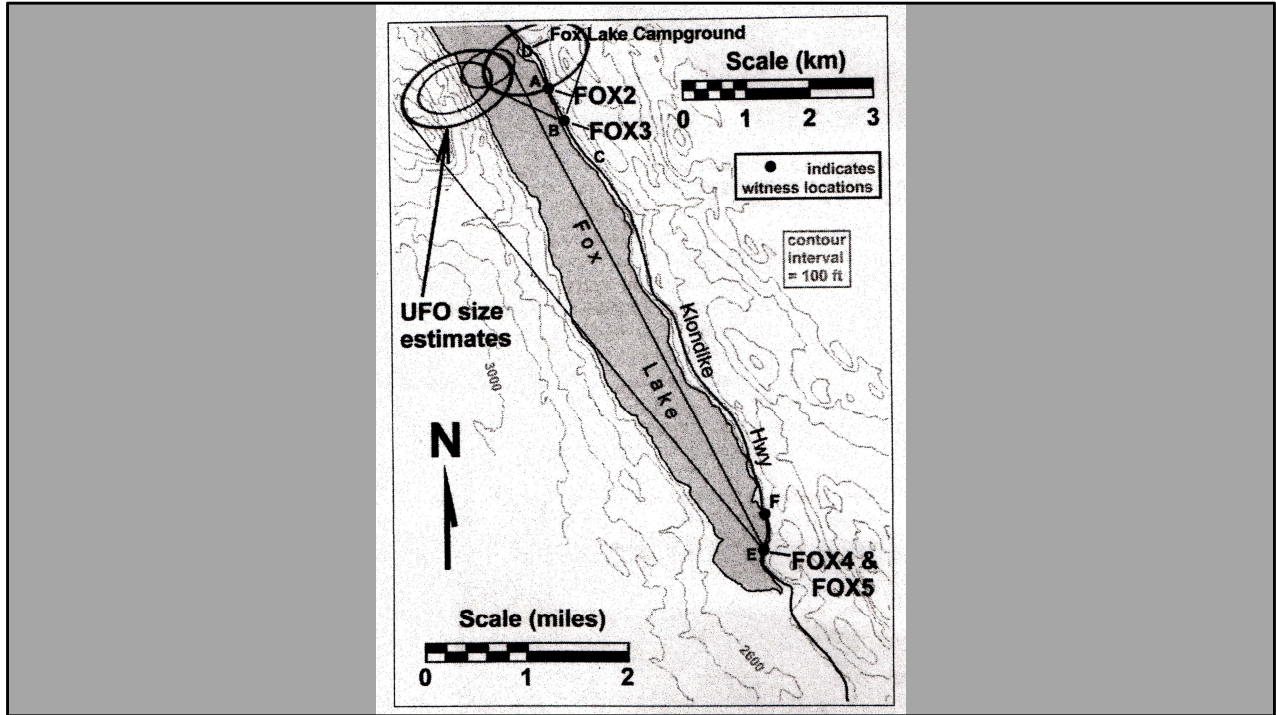 Fox Lake Campground
D
Scale (km)
0 1 2 3
A
FOX2
B
FOX3
C
indicates
witness locations
contour
interval
= 100 ft
Fox
Lake
UFO size
estimates
Klondike
Hwy
3000
N
F
E
FOX4 &
FOX5
Scale (miles)
0 1 2
2600